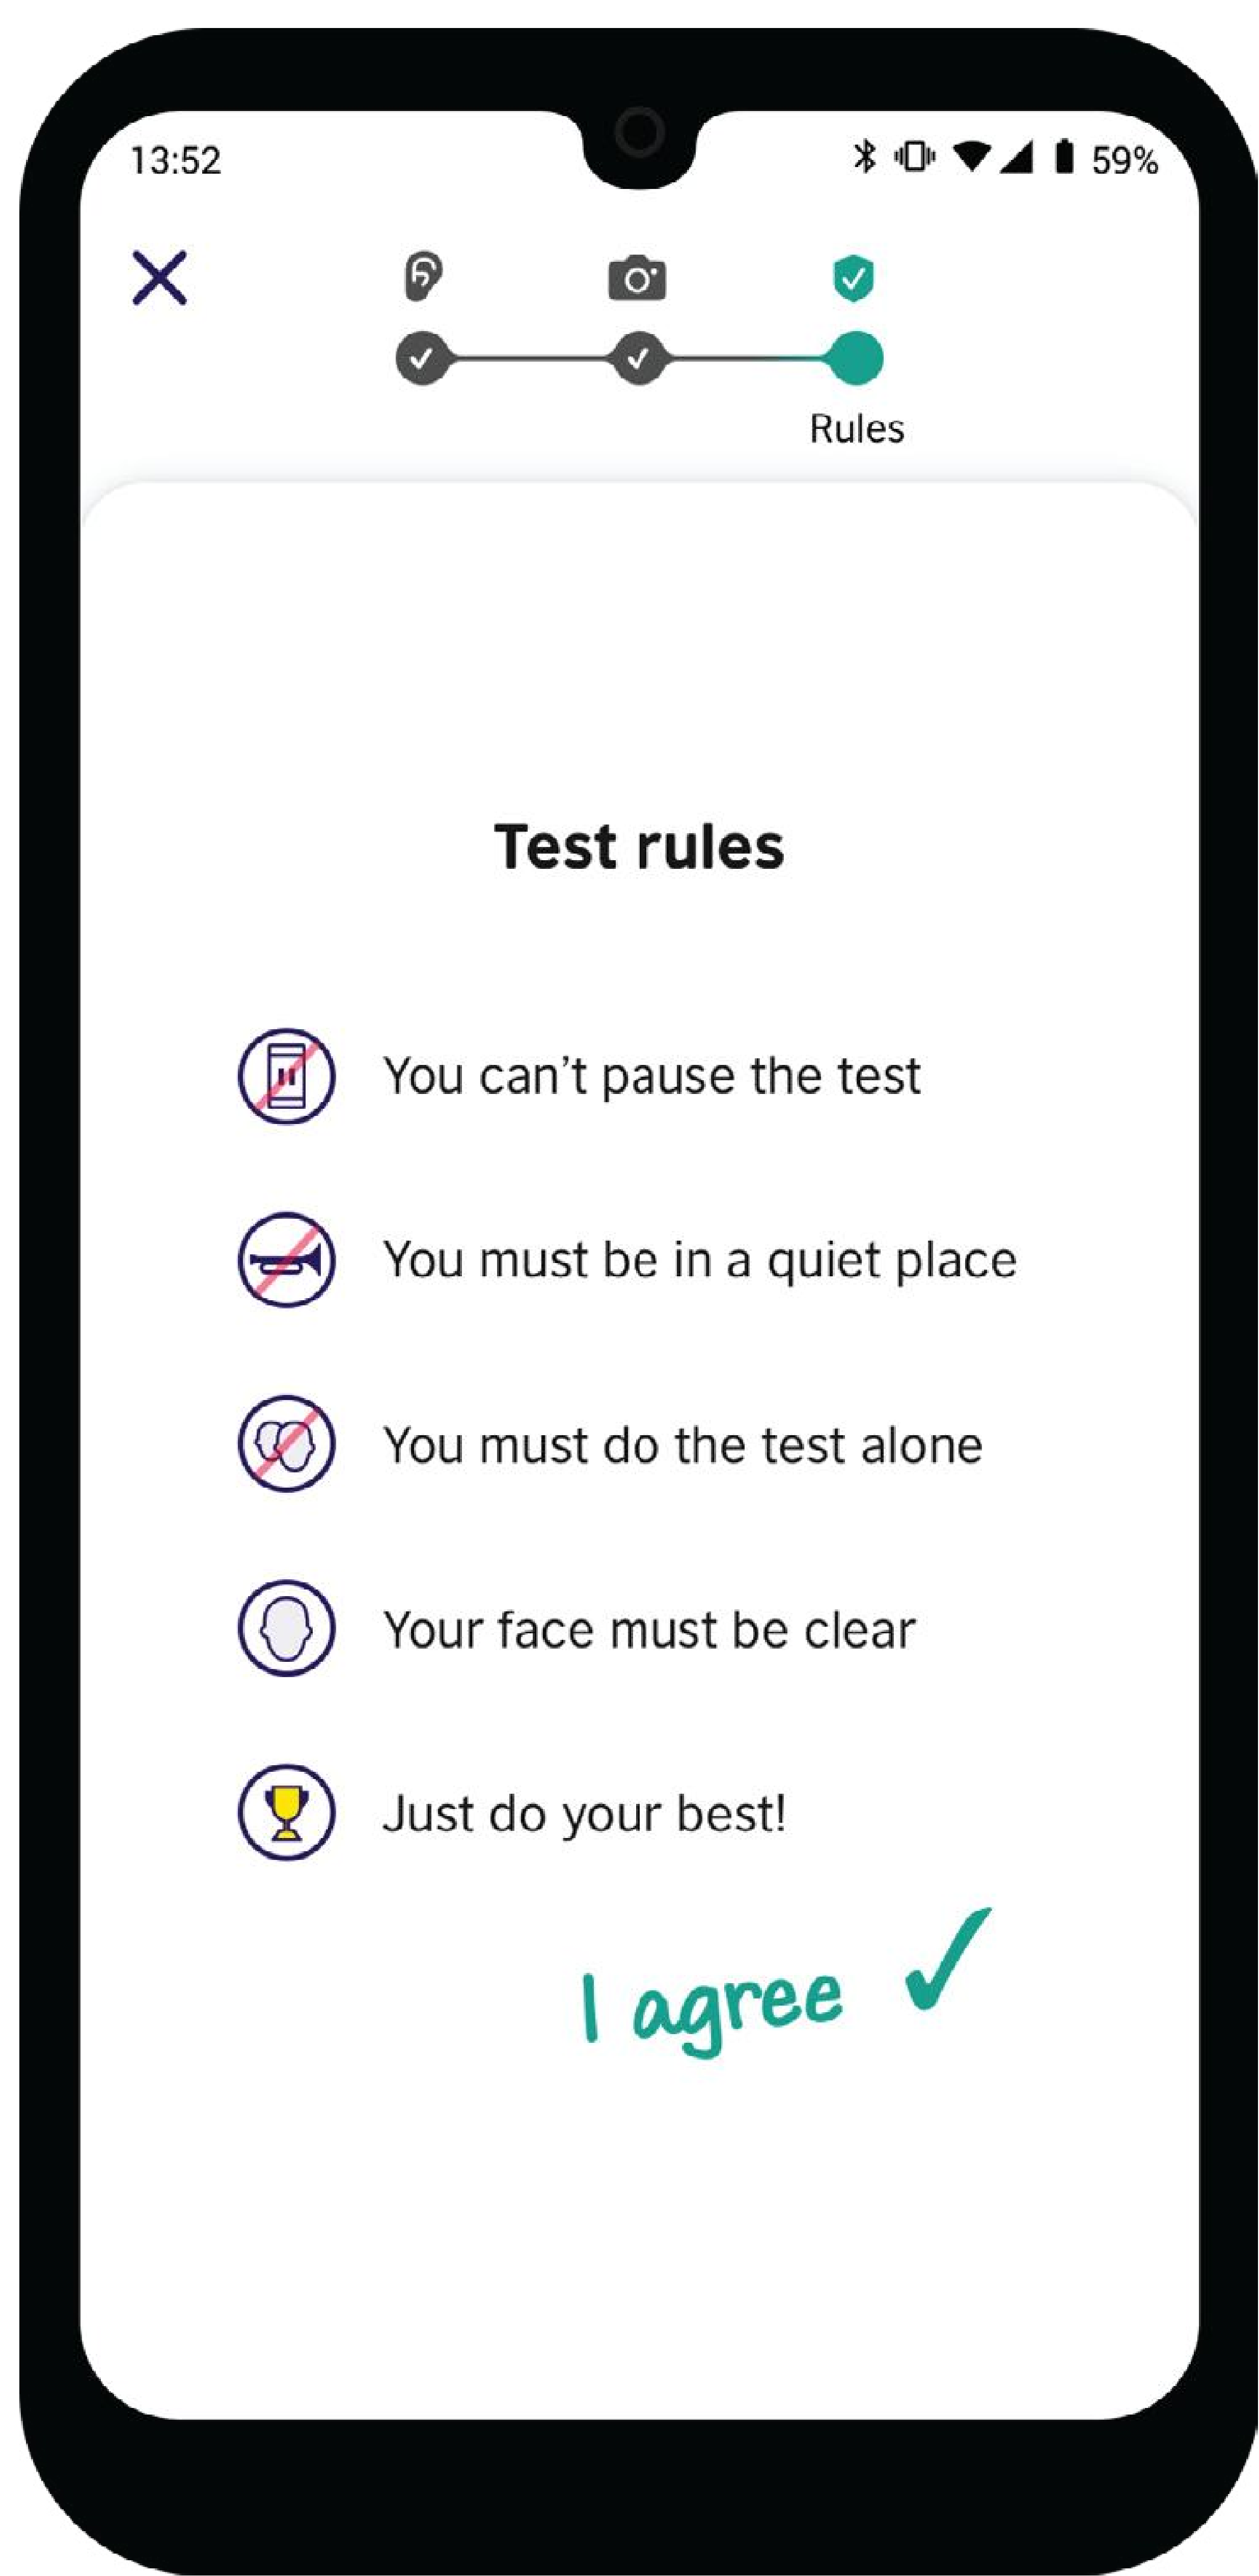 13:52
59%
Rules
Test rules
You can’t pause the test
You must be in a quiet place
You must do the test alone
Your face must be clear
Just do your best!
I agree